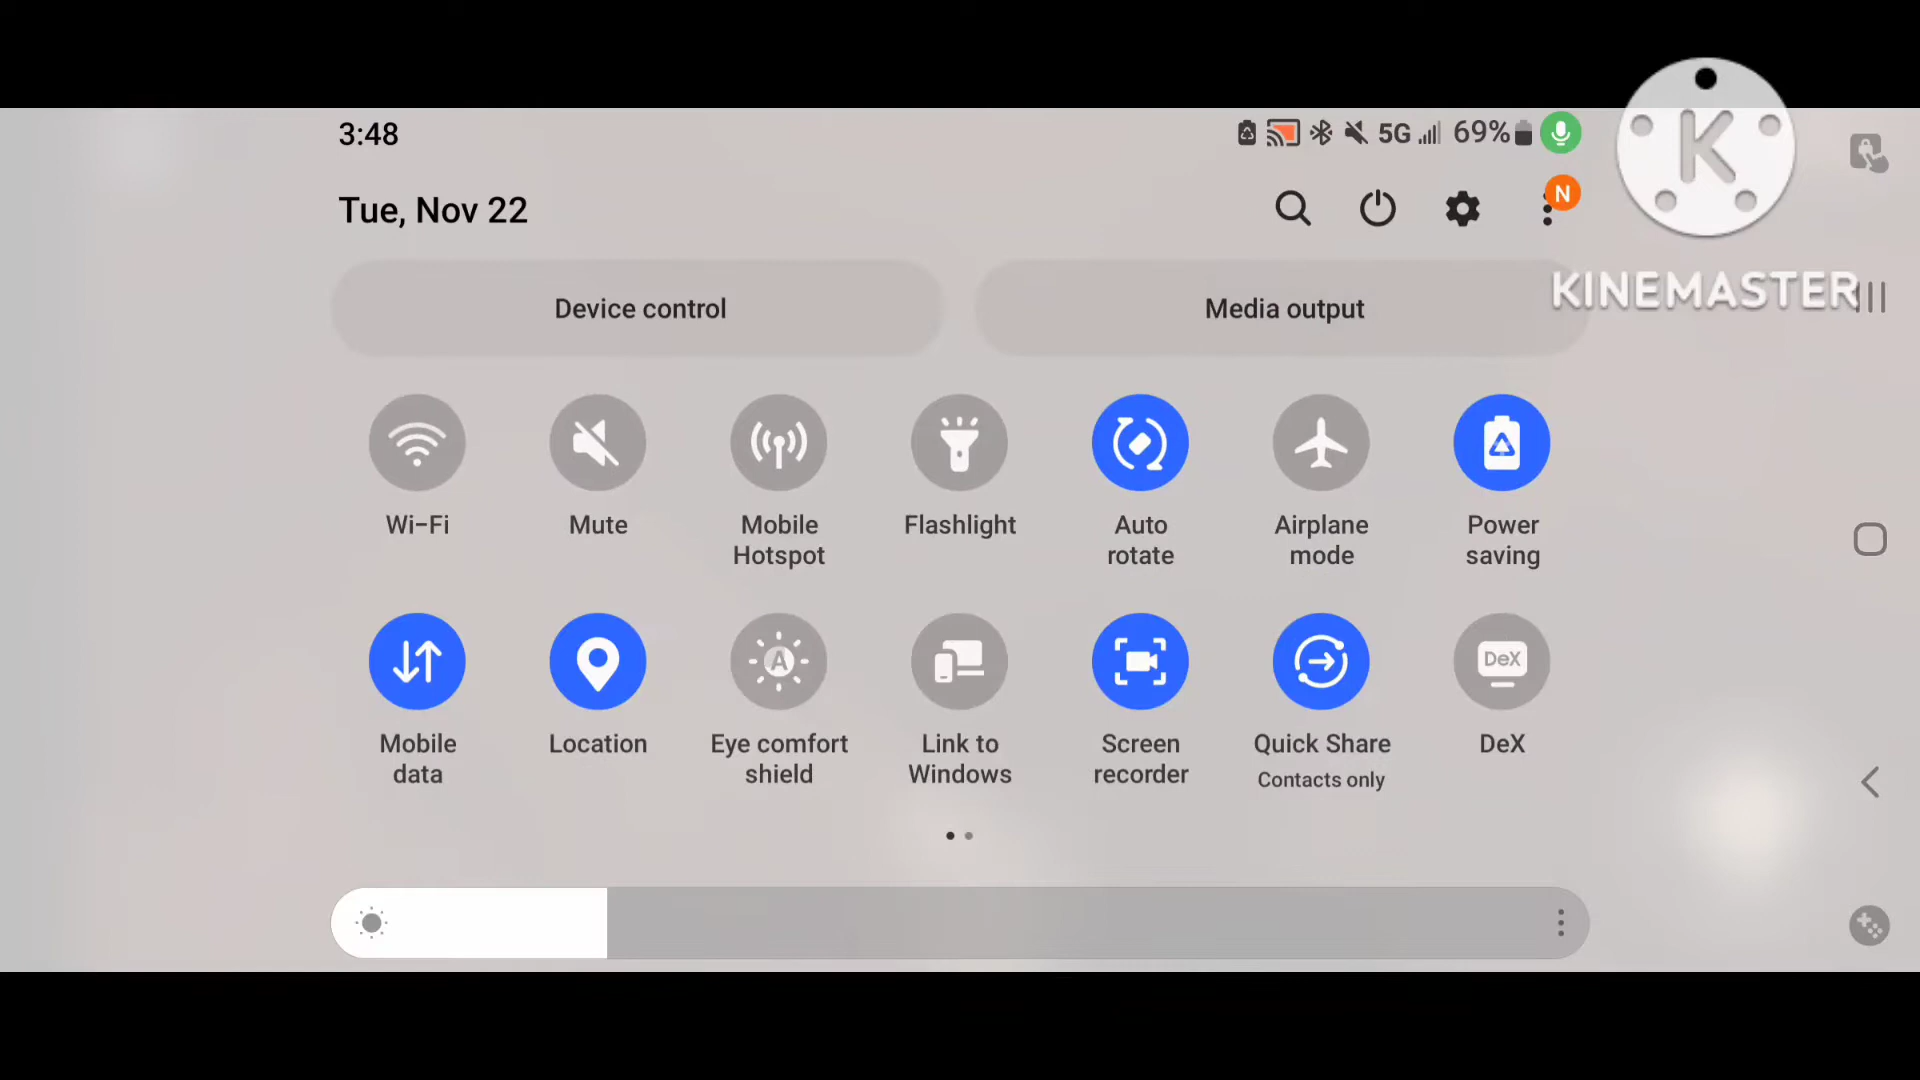 3:48
5G 69%
Tue, Nov 22
N
K
KINEMASTER
Device control
Media output
Wi-Fi
Mute
Mobile
Hotspot
Flashlight
Auto
rotate
Airplane
mode
Power
saving
Mobile
data
Location
A
Eye comfort
shield
Link to
Windows
Screen
recorder
Quick Share
Contacts only
DeX
DeX